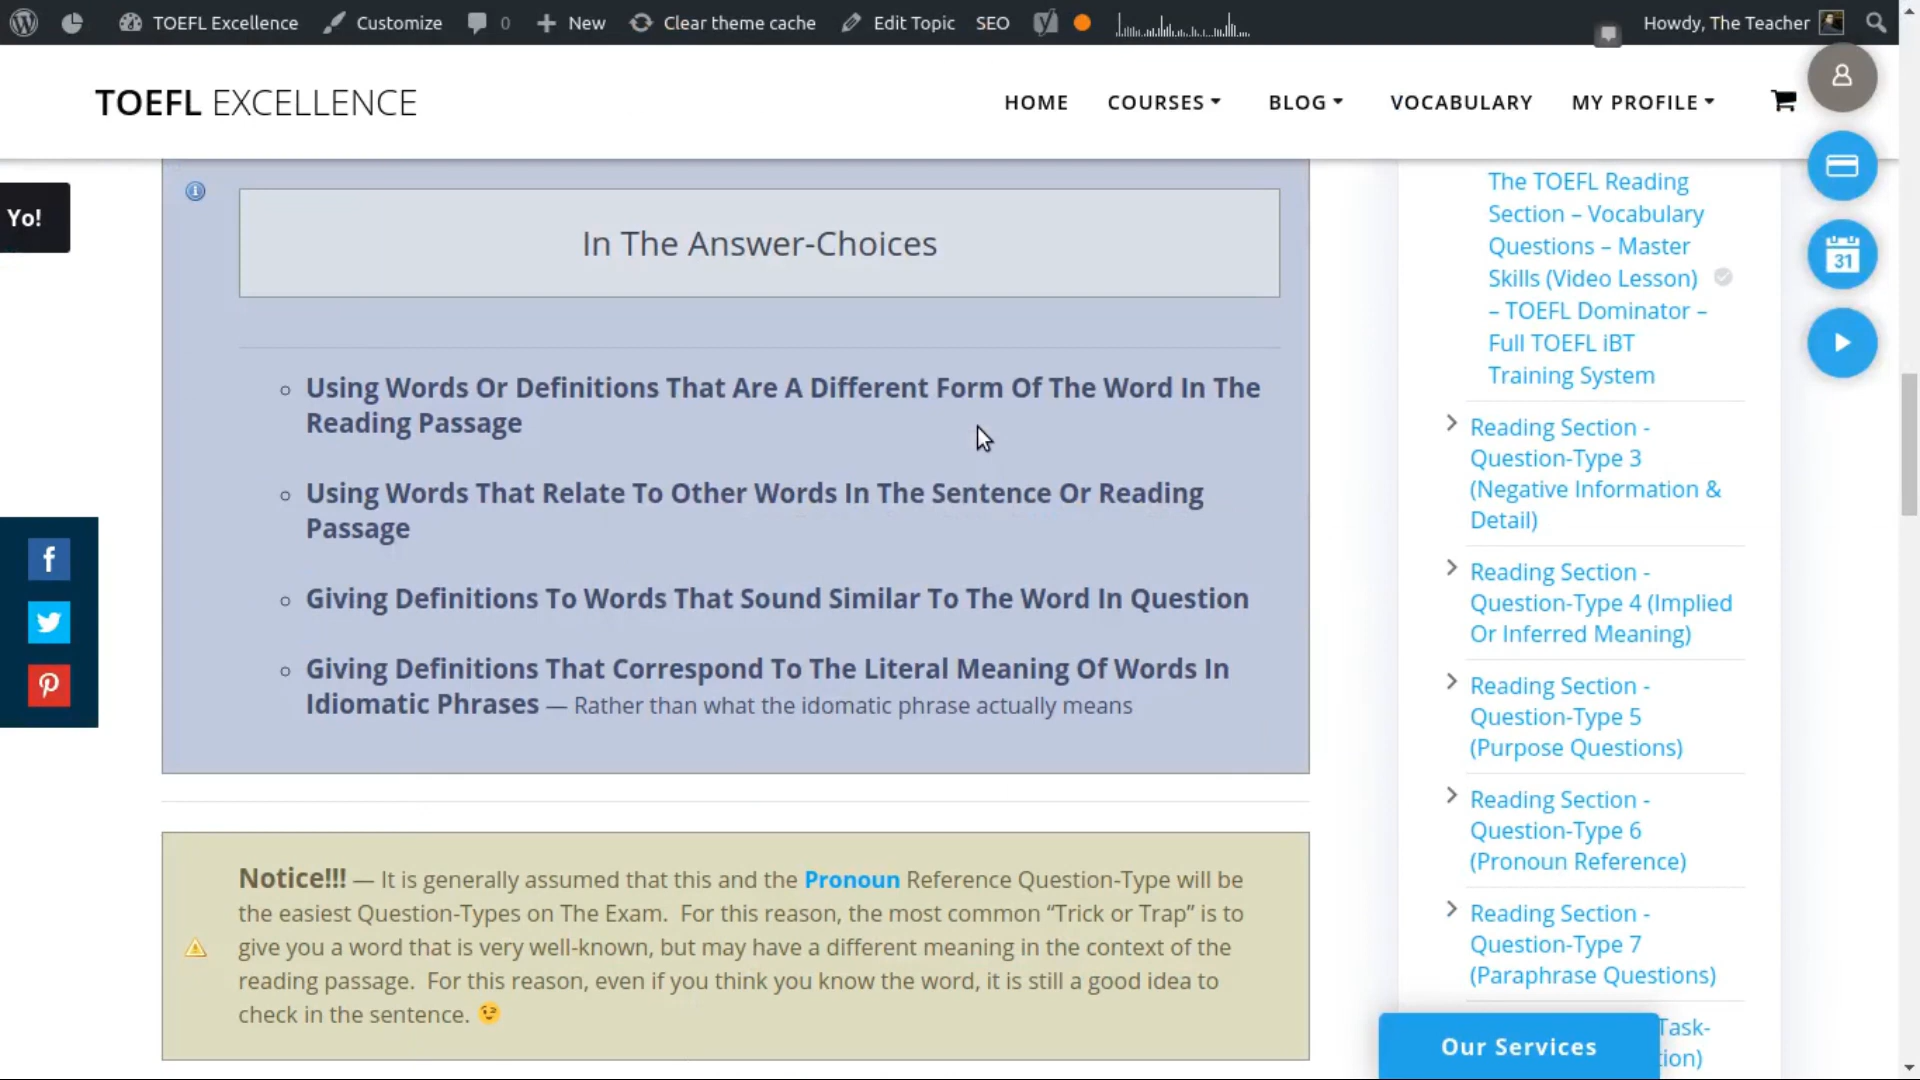 TOEFL Excellence
Customize
0
New
Clear theme cache
Edit Topic
SEO
Howdy, The Teacher
TOEFL EXCELLENCE
HOME
COURSES
BLOG
VOCABULARY
MY PROFILE
31
Yo!
In The Answer-Choices
Using Words Or Definitions That Are A Different Form Of The Word In The
Reading Passage
Using Words That Relate To Other Words In The Sentence Or Reading
Passage
Giving Definitions To Words That Sound Similar To The Word In Question
Giving Definitions That Correspond To The Literal Meaning Of Words In
Idiomatic Phrases — Rather than what the idomatic phrase actually means
Notice!!! — It is generally assumed that this and the Pronoun Reference Question-Type will be
the easiest Question-Types on The Exam. For this reason, the most common “Trick or Trap” is to
give you a word that is very well-known, but may have a different meaning in the context of the
reading passage. For this reason, even if you think you know the word, it is still a good idea to
check in the sentence. 😉
The TOEFL Reading
Section – Vocabulary
Questions – Master
Skills (Video Lesson)
– TOEFL Dominator –
Full TOEFL iBT
Training System
Reading Section -
Question-Type 3
(Negative Information &
Detail)
Reading Section -
Question-Type 4 (Implied
Or Inferred Meaning)
Reading Section -
Question-Type 5
(Purpose Questions)
Reading Section -
Question-Type 6
(Pronoun Reference)
Reading Section -
Question-Type 7
(Paraphrase Questions)
Task-
tion)
Our Services